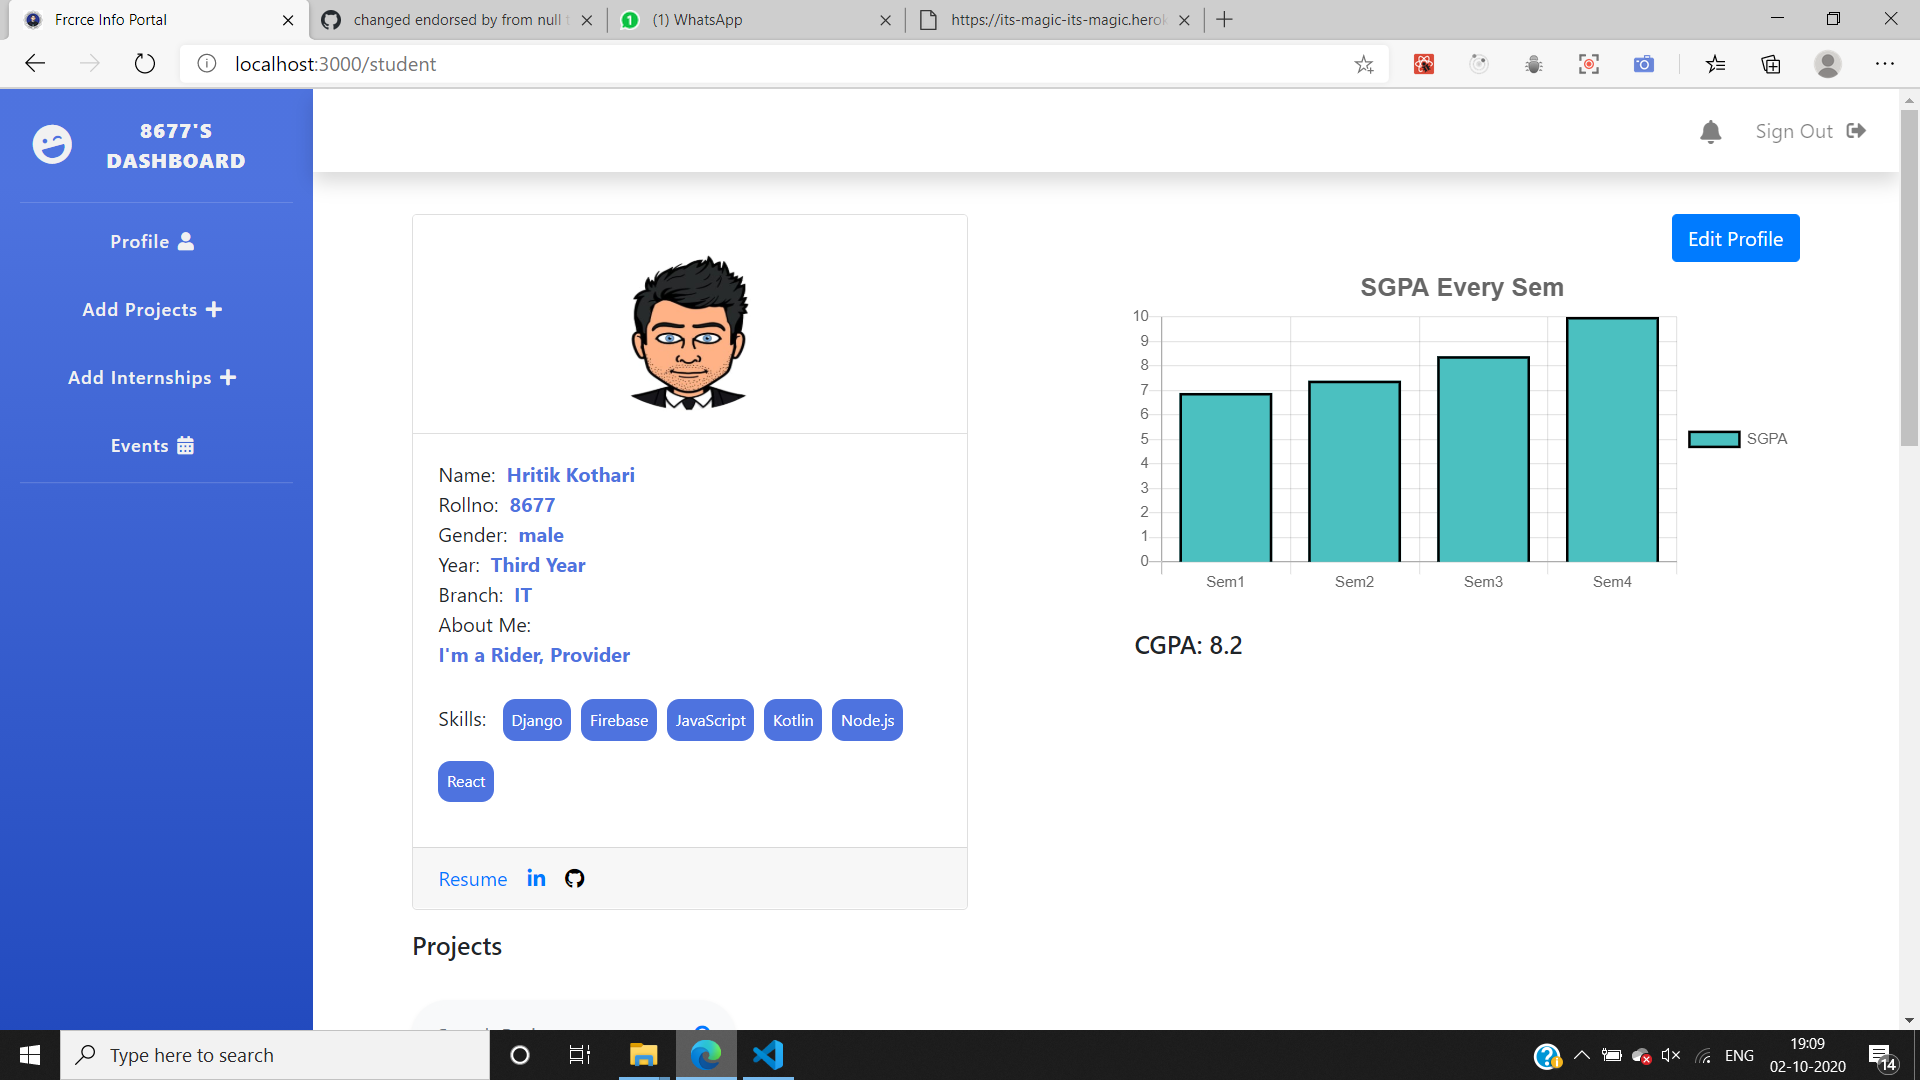 Frcrce Info Portal
changed endorsed by from null t
(1) WhatsApp
https://its-magic-its-magic.herok
localhost:3000/student
8677'S
DASHBOARD
Sign Out
Profile
Add Projects
Add Internships
Events
Edit Profile
Name: Hritik Kothari
Rollno: 8677
Gender: male
Year: Third Year
Branch: IT
About Me:
I'm a Rider, Provider
Skills: Django Firebase JavaScript Kotlin Node.js
React
Resume in
SGPA Every Sem
10
9
8
7
6
5
4
3
2
1
0
Sem1 Sem2 Sem3 Sem4
SGPA
CGPA: 8.2
Projects
Type here to search
ENG
19:09
02-10-2020
14